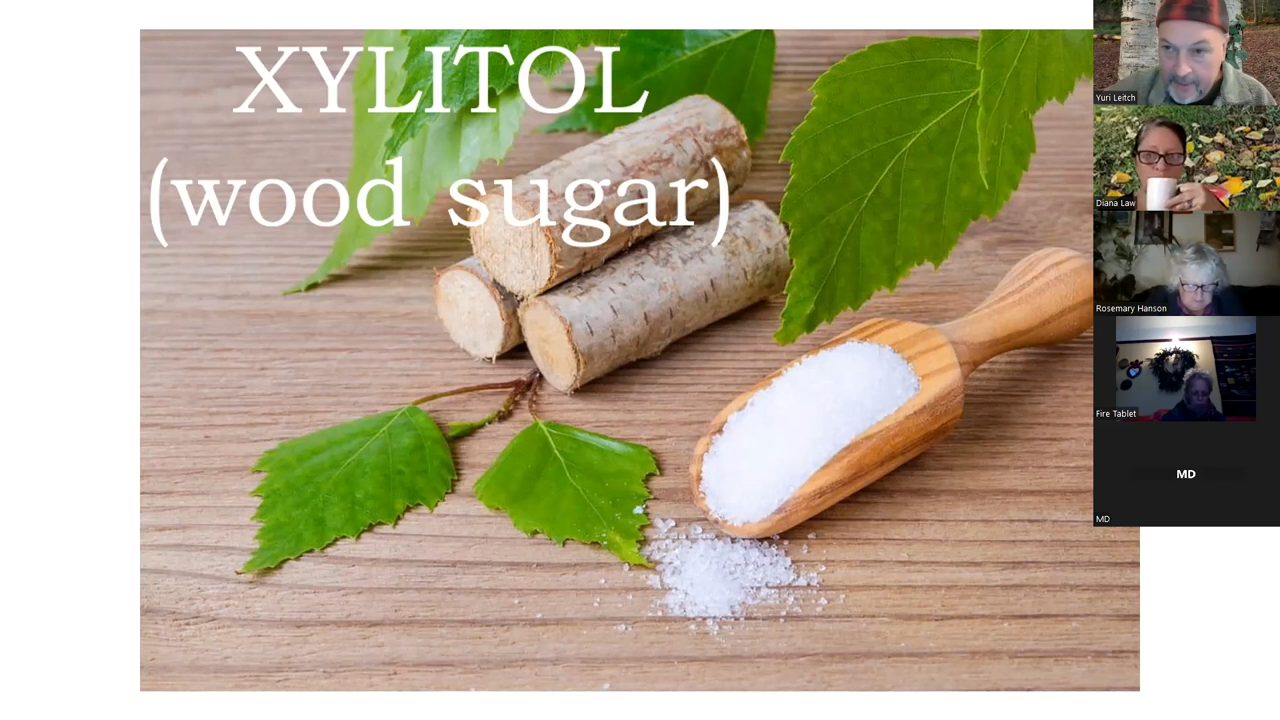 XYLITOL
(wood sugar)
Yuri Leitch
Diana Law
Rosemary Hanson
Fire Tablet
MD
MD